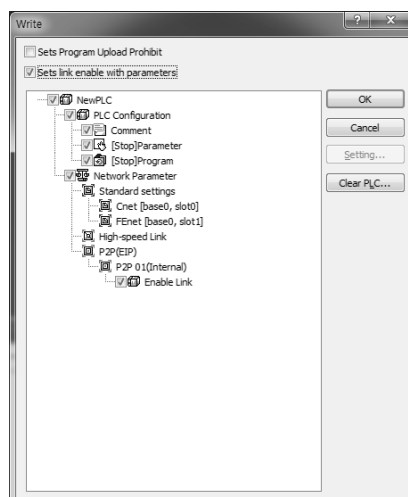 Write
?
X
Sets Program Upload Prohibit
Sets link enable with parameters
NewPLC
PLC Configuration
Comment
[Stop]Parameter
[Stop]Program
Network Parameter
Standard settings
Cnet [base0, slot0]
FEnet [base0, slot1]
High-speed Link
P2P(EIP)
P2P 01(Internal)
Enable Link
OK
Cancel
Setting...
Clear PLC...